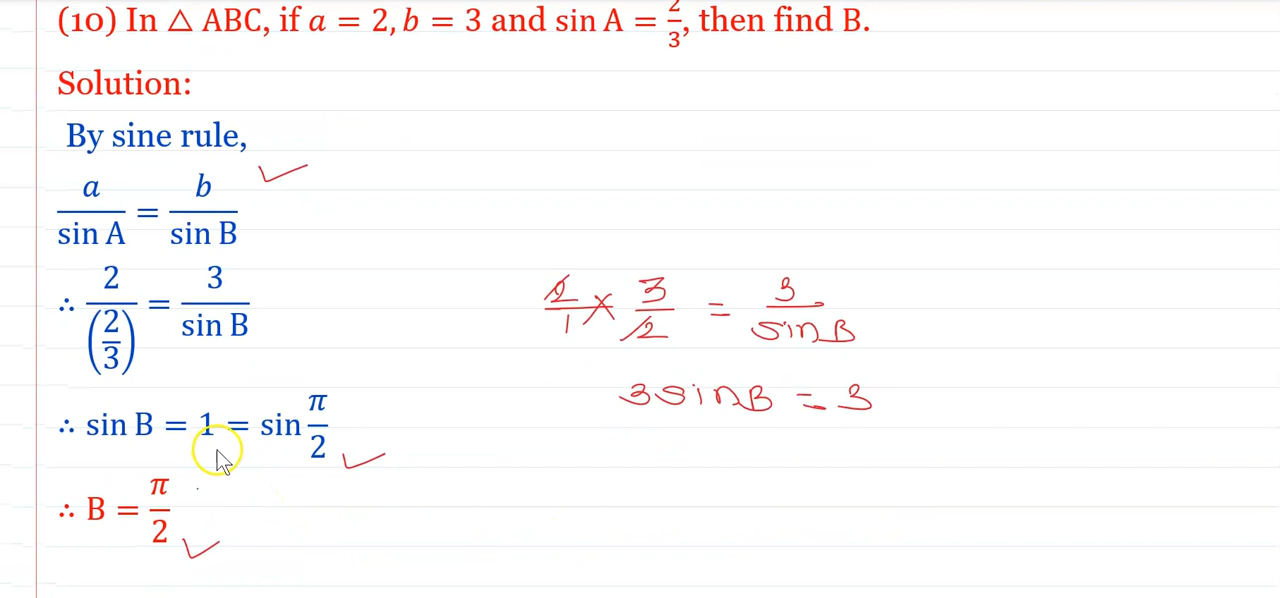 (10) In △ ABC, if a = 2, b = 3 and sin A = 2/3, then find B.
Solution:
By sine rule,
a/sin A = b/sin B
∴ 2/(2/3) = 3/sin B
2/1 × 3/2 = 3/sin B
3 sin B = 3
∴ sin B = 1 = sin π/2
∴ B = π/2